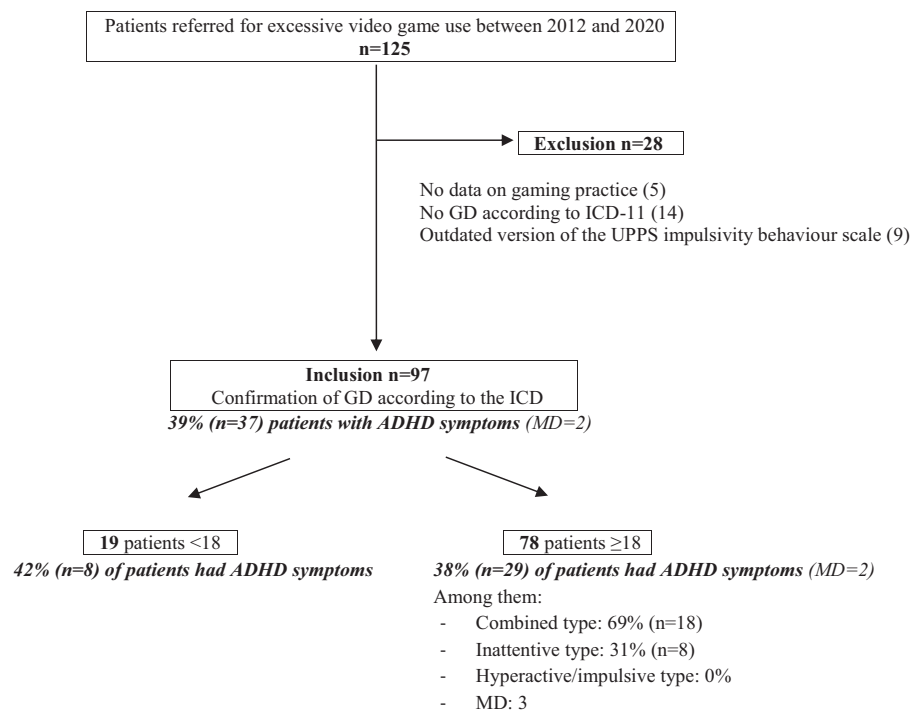 Patients referred for excessive video game use between 2012 and 2020
n=125
Exclusion n=28
No data on gaming practice (5)
No GD according to ICD-11 (14)
Outdated version of the UPPS impulsivity behaviour scale (9)
Inclusion n=97
Confirmation of GD according to the ICD
39% (n=37) patients with ADHD symptoms (MD=2)
19 patients <18
42% (n=8) of patients had ADHD symptoms
78 patients ≥18
38% (n=29) of patients had ADHD symptoms (MD=2)
Among them:
- Combined type: 69% (n=18)
- Inattentive type: 31% (n=8)
- Hyperactive/impulsive type: 0%
- MD: 3